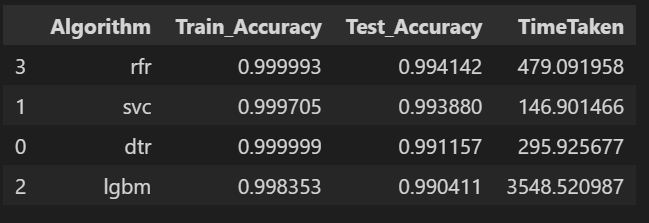 Algorithm Train_Accuracy Test_Accuracy TimeTaken
3 rfr 0.999993 0.994142 479.091958
1 svc 0.999705 0.993880 146.901466
0 dtr 0.999999 0.991157 295.925677
2 lgbm 0.998353 0.990411 3548.520987